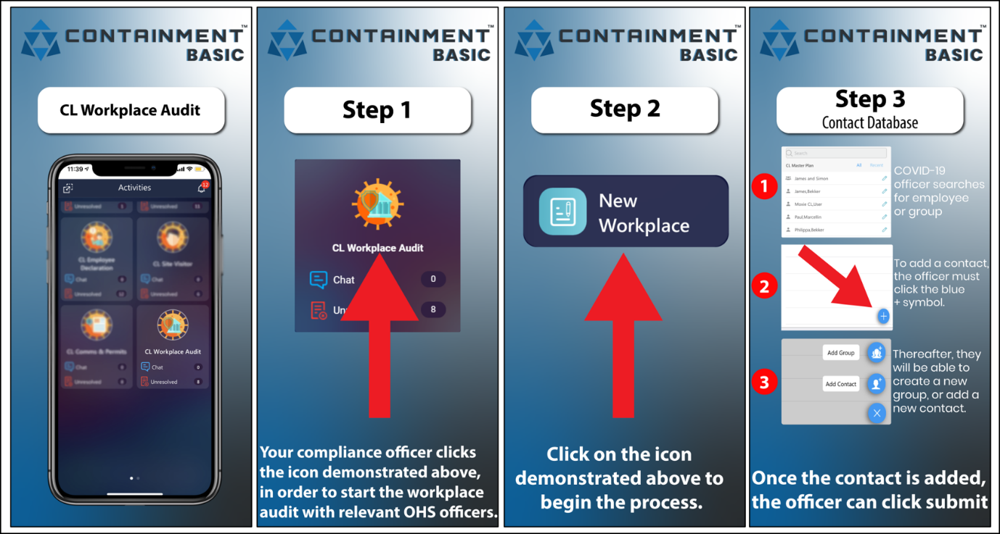 CONTAINMENT™
BASIC
CL Workplace Audit
11:39
Activities
12
Unresolved 5
Unresolved 11
CL Employee
Declaration
Chat 0
Unresolved 12
CL Site Visitor
Chat 0
Unresolved 0
CL Comms & Permits
Chat 0
Unresolved 0
CL Workplace Audit
Chat 0
Unresolved 8
CONTAINMENT™
BASIC
Step 1
CL Workplace Audit
Chat 0
Un 8
Your compliance officer clicks
the icon demonstrated above,
in order to start the workplace
audit with relevant OHS officers.
CONTAINMENT™
BASIC
Step 2
New
Workplace
Click on the icon
demonstrated above to
begin the process.
CONTAINMENT™
BASIC
Step 3
Contact Database
1
Search
CL Master Plan All Recent
James and Simon
James,Bekker
Moxie CL,User
Paul,Marcellin
Philippa,Bekker
COVID-19
officer searches
for employee
or group
2
To add a contact,
the officer must
click the blue
+ symbol.
3
Add Group
Add Contact
Thereafter, they
will be able to
create a new
group, or add a
new contact.
Once the contact is added,
the officer can click submit